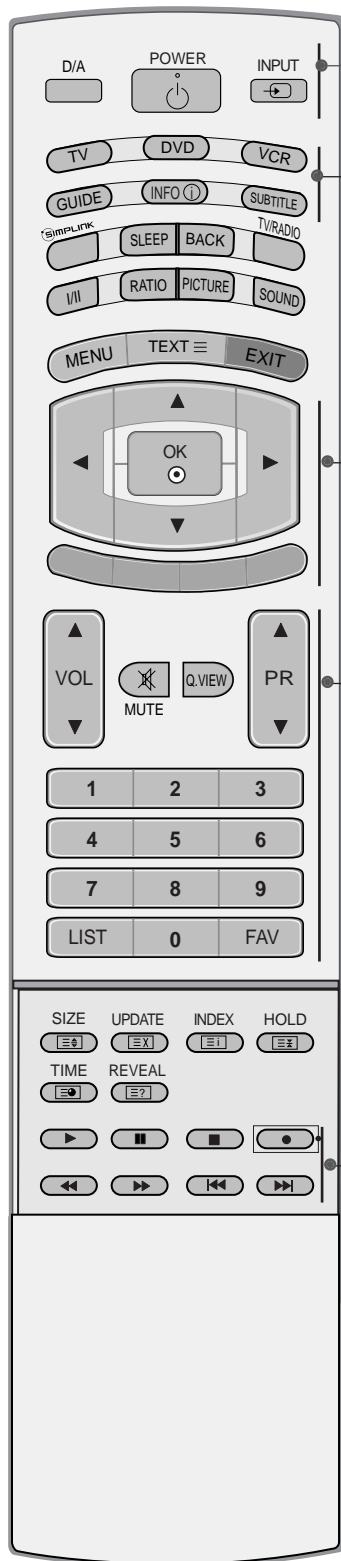 D/A POWER INPUT
TV DVD VCR
GUIDE INFO i SUBTITLE
SIMPLINK SLEEP BACK TV/RADIO
I/II RATIO PICTURE SOUND
MENU TEXT EXIT
OK
VOL MUTE Q.VIEW PR
1 2 3
4 5 6
7 8 9
LIST 0 FAV
SIZE UPDATE INDEX HOLD
X i
TIME REVEAL
?